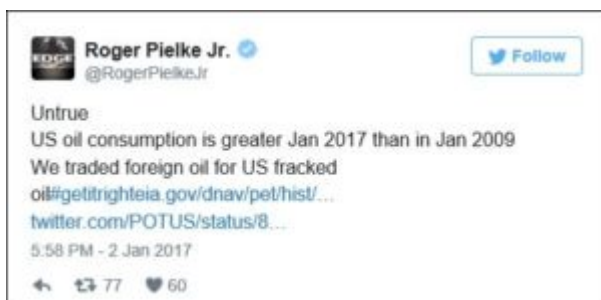 EDGE
Roger Pielke Jr.
@RogerPielkeJr
Follow
Untrue
US oil consumption is greater Jan 2017 than in Jan 2009
We traded foreign oil for US fracked
oil#getitrighteia.gov/dnav/pet/hist/...
twitter.com/POTUS/status/8...
5:58 PM - 2 Jan 2017
77 60